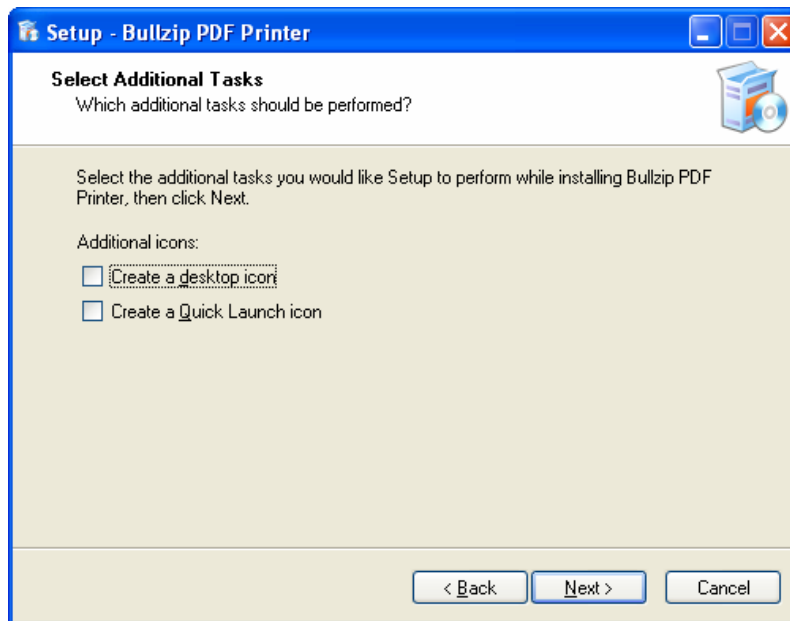 Setup - Bullzip PDF Printer
Select Additional Tasks
Which additional tasks should be performed?
Select the additional tasks you would like Setup to perform while installing Bullzip PDF
Printer, then click Next.
Additional icons:
Create a desktop icon
Create a Quick Launch icon
< Back
Next >
Cancel